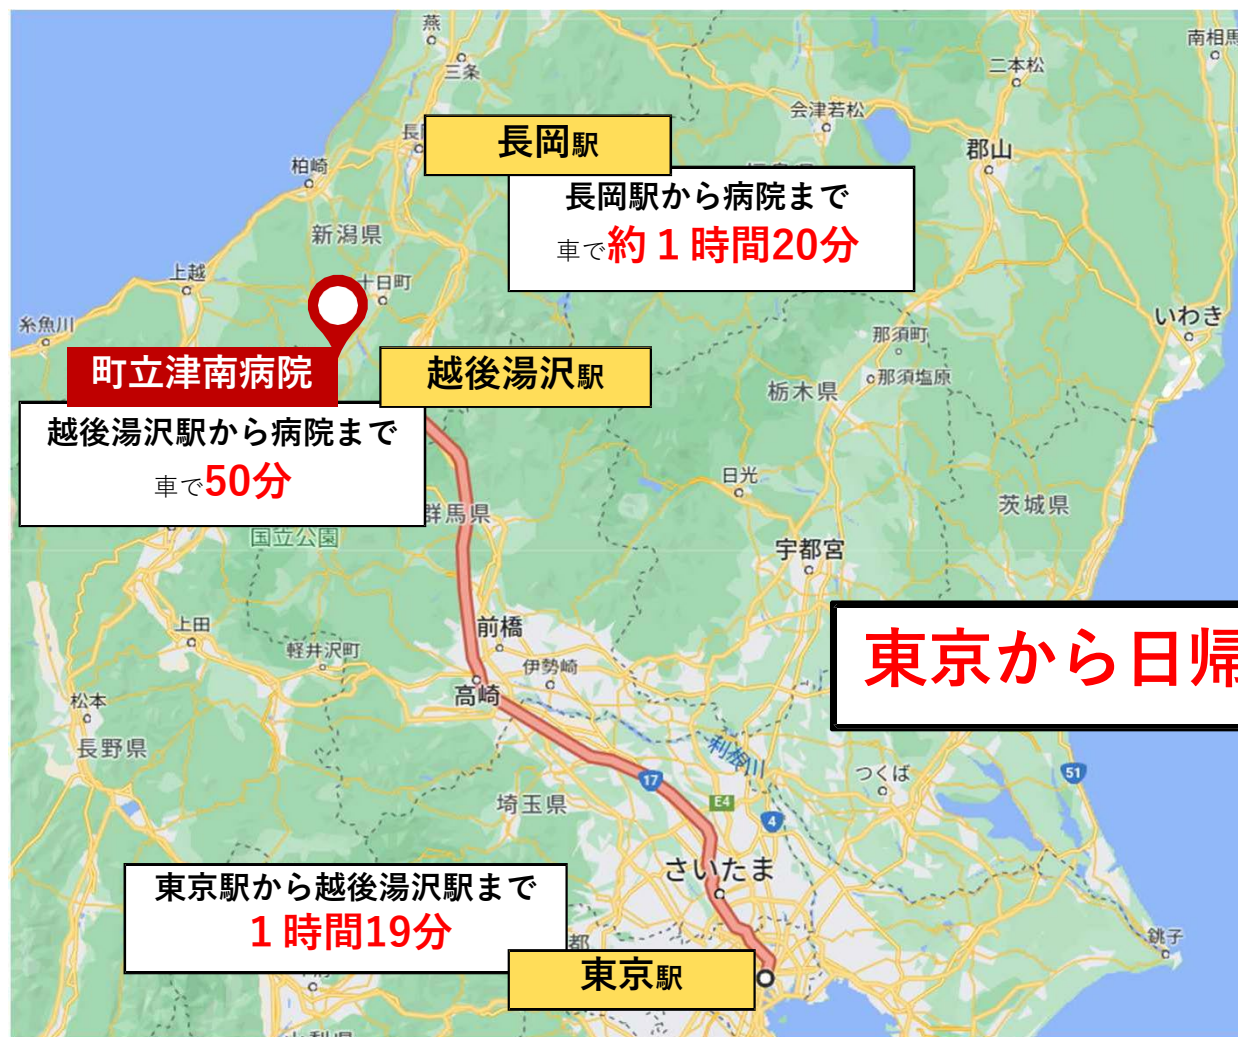 燕
三条
南相馬
二本松
会津若松
長岡駅
郡山
柏崎
長岡駅から病院まで
車で約１時間20分
新潟県
上越
十日町
糸魚川
いわき
那須町
町立津南病院
越後湯沢駅
那須塩原
栃木県
越後湯沢駅から病院まで
車で50分
日光
茨城県
群馬県
国立公園
宇都宮
上田
前橋
軽井沢町
伊勢崎
東京から日帰
高崎
松本
長野県
利根川
つくば
51
17
埼玉県
E4
4
さいたま
東京駅から越後湯沢駅まで
１時間19分
都
銚子
東京駅